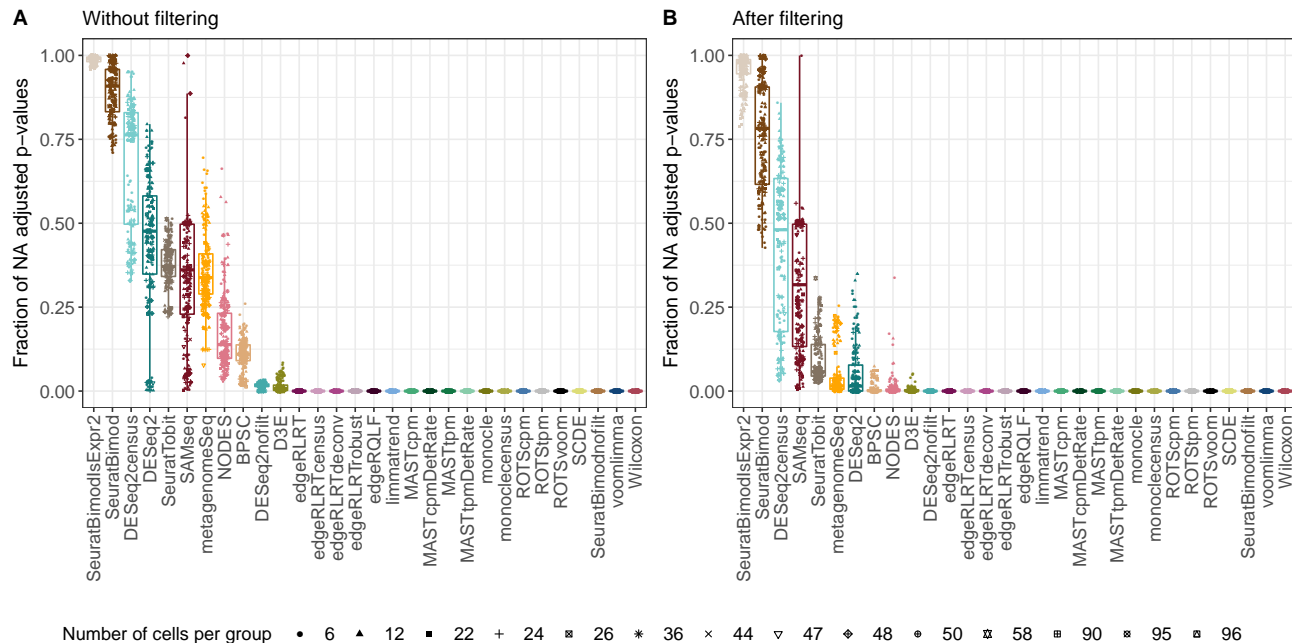 A Without filtering
Fraction of NA adjusted p−values
1.00
0.75
0.50
0.25
0.00
SeuratBimodIsExpr2
SeuratBimod
DESeq2census
DESeq2
SeuratTobit
SAMseq
metagenomeSeq
NODES
BPSC
DESeq2nofilt
D3E
edgeRLRT
edgeRLRTcensus
edgeRLRTdeconv
edgeRLRTrobust
edgeRQLF
limmatrend
MASTcpm
MASTcpmDetRate
MASTtpm
MASTtpmDetRate
monocle
monoclecensus
ROTScpm
ROTStpm
ROTSvoom
SCDE
SeuratBimodnofilt
voomlimma
Wilcoxon
B After filtering
Fraction of NA adjusted p−values
1.00
0.75
0.50
0.25
0.00
SeuratBimodIsExpr2
SeuratBimod
DESeq2census
SAMseq
SeuratTobit
metagenomeSeq
DESeq2
BPSC
NODES
D3E
DESeq2nofilt
edgeRLRT
edgeRLRTcensus
edgeRLRTdeconv
edgeRLRTrobust
edgeRQLF
limmatrend
MASTcpm
MASTcpmDetRate
MASTtpm
MASTtpmDetRate
monocle
monoclecensus
ROTScpm
ROTStpm
ROTSvoom
SCDE
SeuratBimodnofilt
voomlimma
Wilcoxon
Number of cells per group 6 12 22 24 26 36 44 47 48 50 58 90 95 96